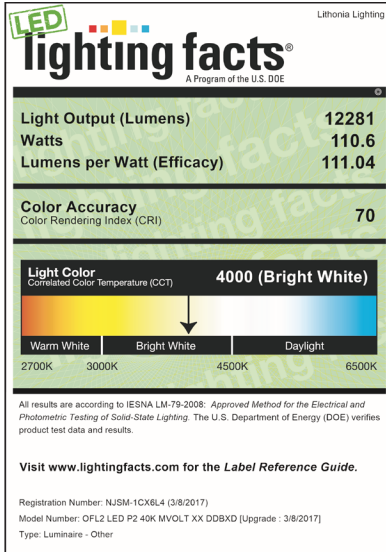 Lithonia Lighting
LED
lighting facts®
A Program of the U.S. DOE
Light Output (Lumens) 12281
Watts 110.6
Lumens per Watt (Efficacy) 111.04
Color Accuracy
Color Rendering Index (CRI) 70
Light Color
Correlated Color Temperature (CCT) 4000 (Bright White)
Warm White Bright White Daylight
2700K 3000K 4500K 6500K
All results are according to IESNA LM-79-2008: Approved Method for the Electrical and
Photometric Testing of Solid-State Lighting. The U.S. Department of Energy (DOE) verifies
product test data and results.
Visit www.lightingfacts.com for the Label Reference Guide.
Registration Number: NJSM-1CX6L4 (3/8/2017)
Model Number: OFL2 LED P2 40K MVOLT XX DDBXD [Upgrade : 3/8/2017]
Type: Luminaire - Other